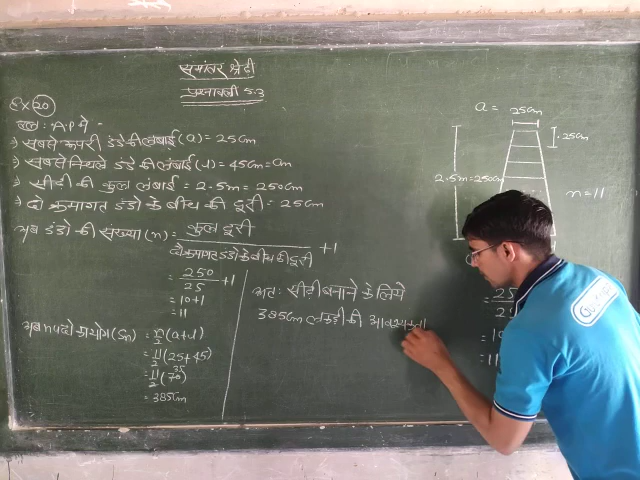 समांतर श्रेढ़ी
प्रश्नावली 5.3
EX 20
हल: A.P में -
सबसे ऊपरी डंडे की लंबाई (a) = 25cm
सबसे निचले डंडे की लंबाई (l) = 45cm = an
सीढ़ी की कुल लंबाई = 2.5m = 250cm
दो क्रमागत डंडो के बीच की दूरी = 25cm
अब डंडो की संख्या (n) = कुल दूरी
दो क्रमागत डंडो के बीच की दूरी +1
= 250/25 +1
= 10+1
= 11
अब n पदो का योग (Sn) = n/2 (a+l)
= 11/2 (25+45)
= 11/2 (70) 35
= 385cm
अतः सीढ़ी बनाने के लिये
385cm लकड़ी की आवश्यकता
a = 25cm
25cm
2.5m = 250cm
n = 11
= 25
= 10
= 11